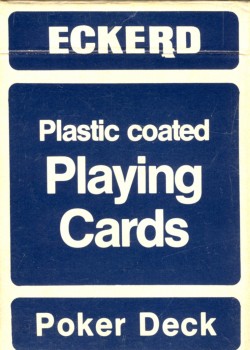 ECKERD
Plastic coated
Playing
Cards
Poker Deck